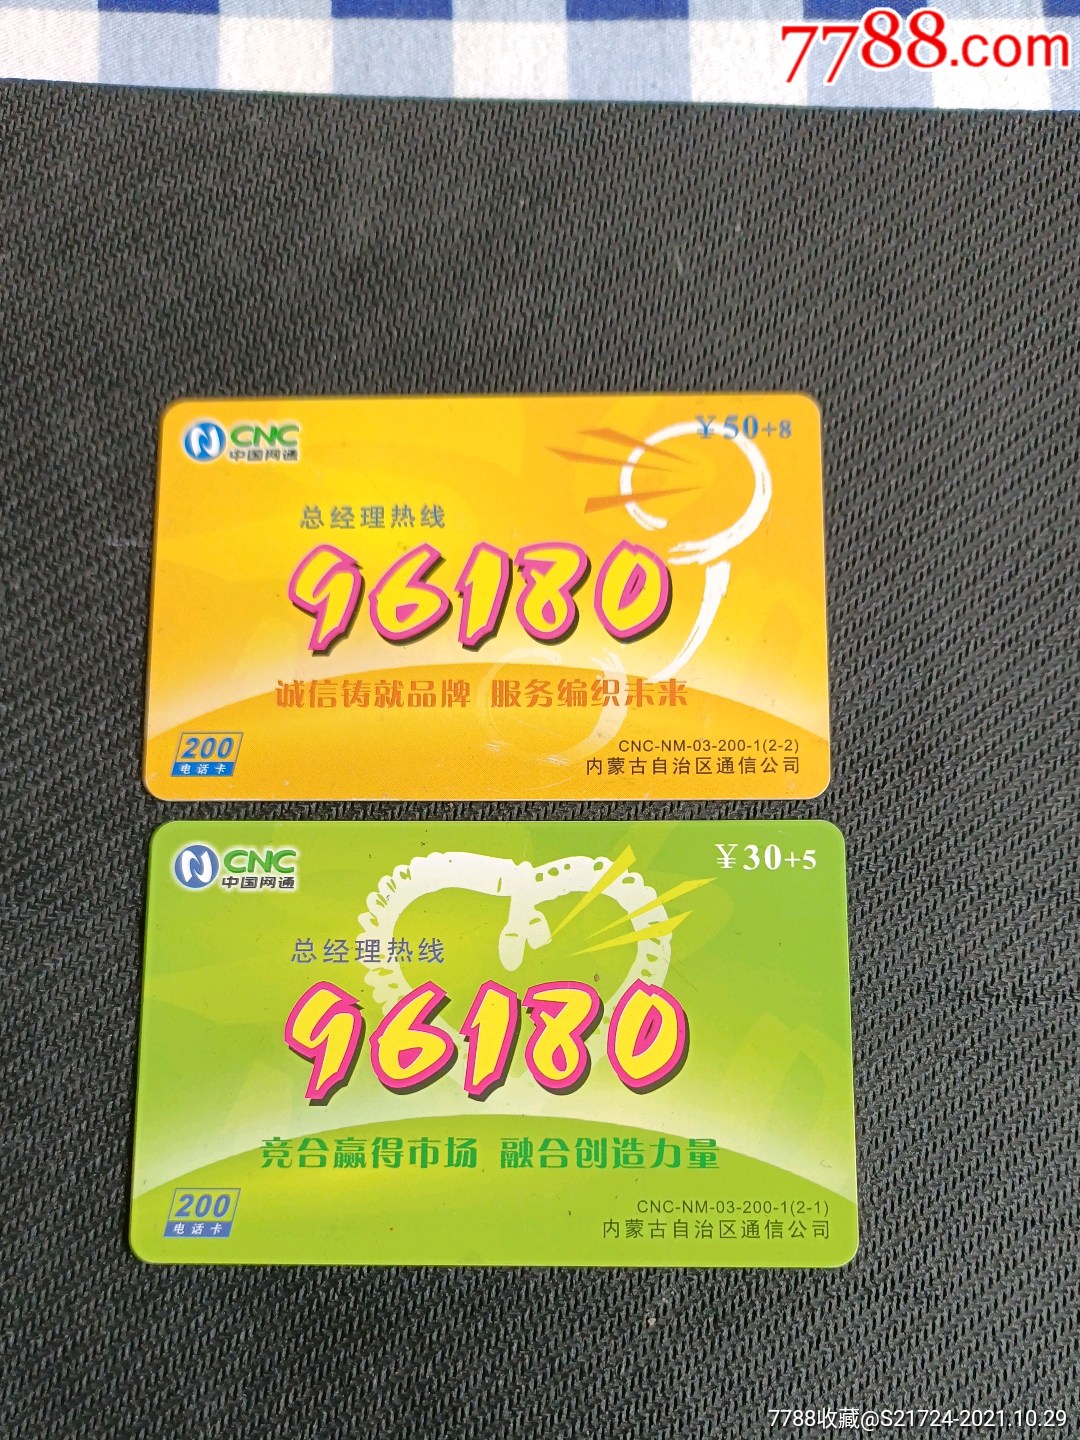 7788.com
CNC
中国网通
¥50+8
总经理热线
96180
诚信铸就品牌 服务编织未来
200
电话卡
CNC-NM-03-200-1(2-2)
内蒙古自治区通信公司
CNC
中国网通
¥30+5
总经理热线
96180
竞合赢得市场 融合创造力量
200
电话卡
CNC-NM-03-200-1(2-1)
内蒙古自治区通信公司
7788收藏@S21724-2021.10.29